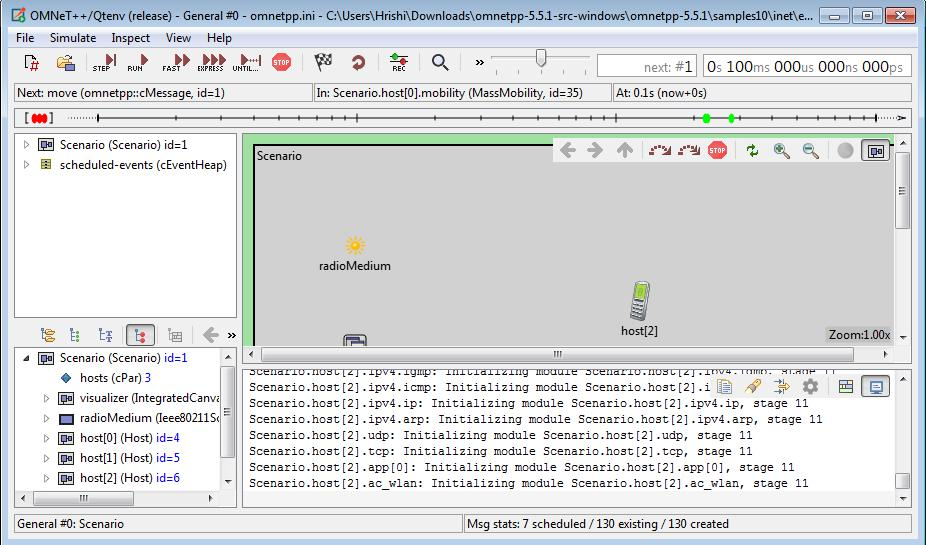 OMNeT++/Qtenv (release) - General #0 - omnetpp.ini - C:\Users\Hrishi\Downloads\omnetpp-5.5.1-src-windows\omnetpp-5.5.1\samples10\inet\e...
File Simulate Inspect View Help
STEP RUN FAST EXPRESS UNTIL... STOP REC » next: #1 0s 100ms 000us 000ns 000ps
Next: move (omnetpp::cMessage, id=1) In: Scenario.host[0].mobility (MassMobility, id=35) At: 0.1s (now+0s)
Scenario (Scenario) id=1
scheduled-events (cEventHeap)
Scenario
STOP
radioMedium
host[2]
Zoom:1.00x
»
Scenario (Scenario) id=1
hosts (cPar) 3
visualizer (IntegratedCanva
radioMedium (Ieee80211Sc
host[0] (Host) id=4
host[1] (Host) id=5
host[2] (Host) id=6
Scenario.host[2].ipv4.igmp: Initializing module Scenario.host[2].ipv4.igmp, stage 11
Scenario.host[2].ipv4.icmp: Initializing module Scenario.host[2].i
Scenario.host[2].ipv4.ip: Initializing module Scenario.host[2].ipv4.ip, stage 11
Scenario.host[2].ipv4.arp: Initializing module Scenario.host[2].ipv4.arp, stage 11
Scenario.host[2].udp: Initializing module Scenario.host[2].udp, stage 11
Scenario.host[2].tcp: Initializing module Scenario.host[2].tcp, stage 11
Scenario.host[2].app[0]: Initializing module Scenario.host[2].app[0], stage 11
Scenario.host[2].ac_wlan: Initializing module Scenario.host[2].ac_wlan, stage 11
General #0: Scenario
Msg stats: 7 scheduled / 130 existing / 130 created